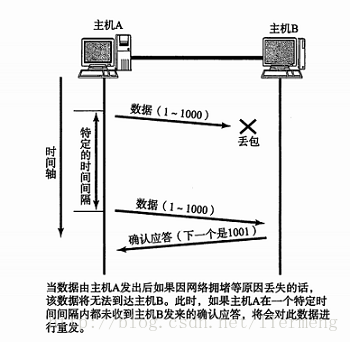 主机A
主机B
数据（1~1000）
丢包
特定的时间间隔
时间轴
数据（1~1000）
确认应答（下一个是1001）
当数据由主机A发出后如果因网络拥堵等原因丢失的话，
该数据将无法到达主机B。此时，如果主机A在一个特定时
间间隔内都未收到主机B发来的确认应答，将会对此数据进
行重发。